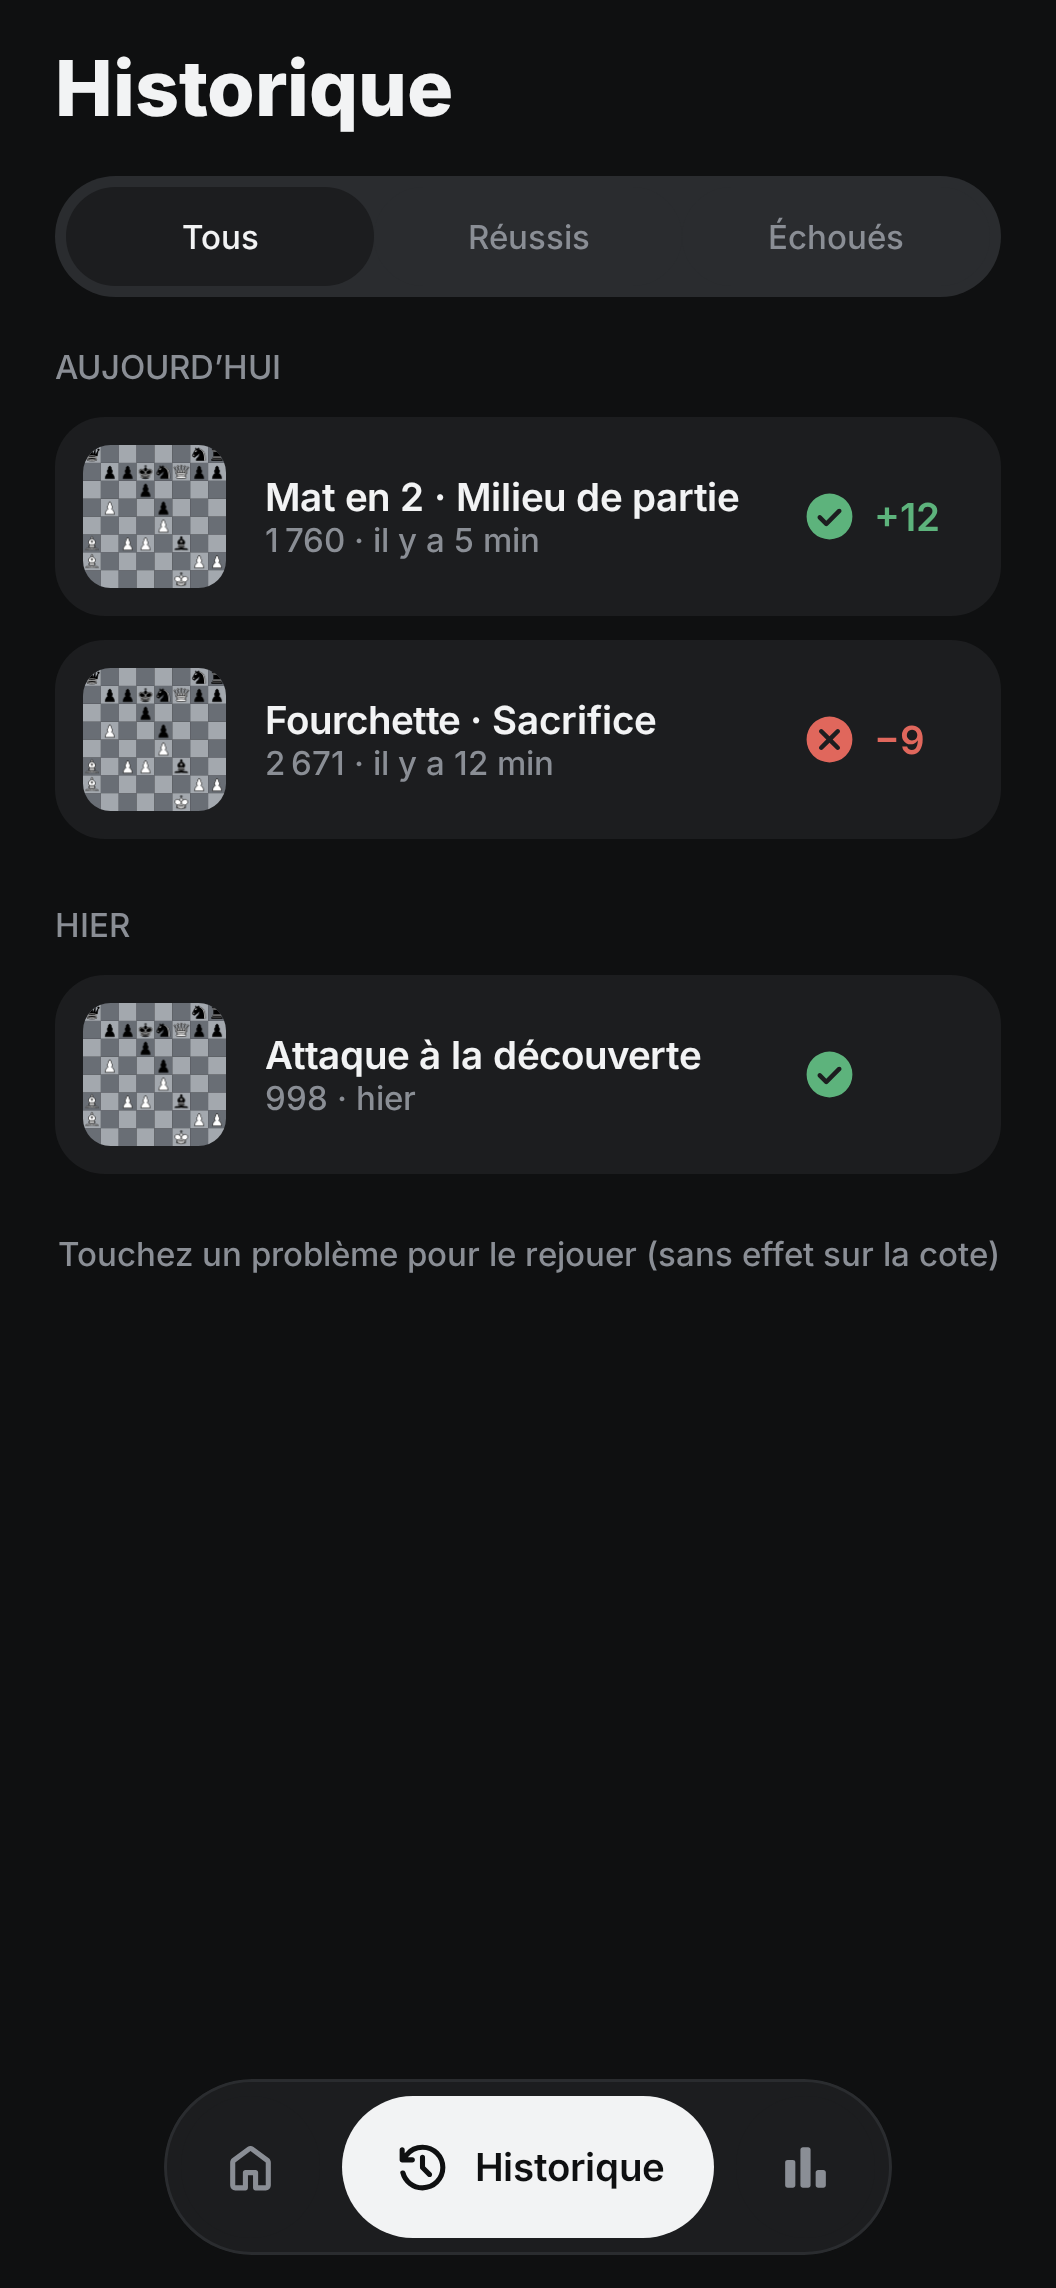 Historique
Tous
Réussis
Échoués
AUJOURD’HUI
Mat en 2 · Milieu de partie
1 760 · il y a 5 min
+12
Fourchette · Sacrifice
2 671 · il y a 12 min
−9
HIER
Attaque à la découverte
998 · hier
Touchez un problème pour le rejouer (sans effet sur la cote)
Historique